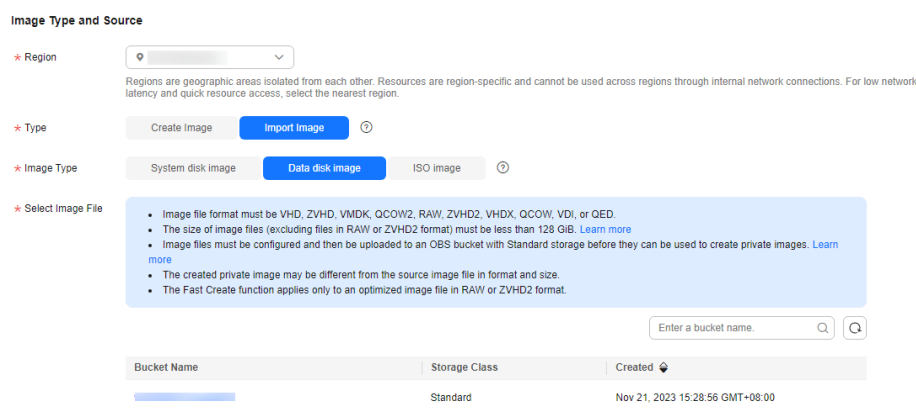 Image Type and Source
* Region
Regions are geographic areas isolated from each other. Resources are region-specific and cannot be used across regions through internal network connections. For low network
latency and quick resource access, select the nearest region.
* Type Create Image Import Image ?
* Image Type System disk image Data disk image ISO image ?
* Select Image File
• Image file format must be VHD, ZVHD, VMDK, QCOW2, RAW, ZVHD2, VHDX, QCOW, VDI, or QED.
• The size of image files (excluding files in RAW or ZVHD2 format) must be less than 128 GiB. Learn more
• Image files must be configured and then be uploaded to an OBS bucket with Standard storage before they can be used to create private images. Learn
more
• The created private image may be different from the source image file in format and size.
• The Fast Create function applies only to an optimized image file in RAW or ZVHD2 format.
Enter a bucket name.
Bucket Name Storage Class Created
Standard Nov 21, 2023 15:28:56 GMT+08:00